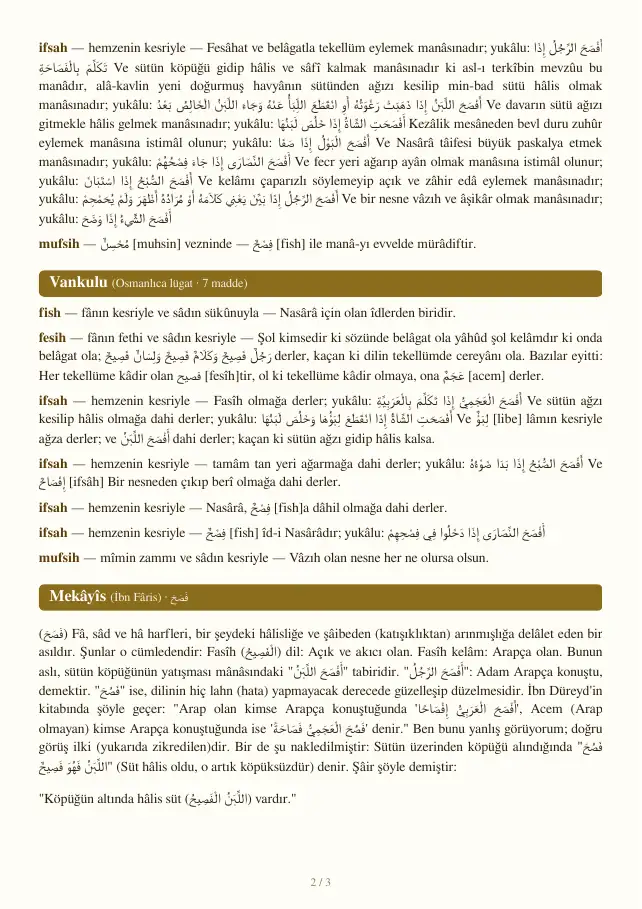 ifsah — hemzenin kesriyle — Fesâhat ve belâgatla tekellüm eylemek manâsınadır; yukâlu: أَفْصَحَ الرَّجُلُ إِذَا
تَكَلَّمَ بِالْفَصَاحَةِ Ve sütün köpüğü gidip hâlis ve sâfî kalmak manâsınadır ki asl-ı terkîbin mevzûu bu
manâdır, alâ-kavlin yeni doğurmuş havyânın sütünden ağızı kesilip min-bad sütü hâlis olmak
manâsınadır; yukâlu: أَفْصَحَ اللَّبَنُ إِذَا ذَهَبَتْ رَغْوَتُهُ أَوِ انْقَطَعَ اللِّبَأُ عَنْهُ وَجَاءَ اللَّبَنُ الْخَالِصُ بَعْدُ Ve davarın sütü ağızı
gitmekle hâlis gelmek manâsınadır; yukâlu: أَفْصَحَتِ الشَّاةُ إِذَا خَلُصَ لَبَنُهَا Kezâlik mesâneden bevl duru zuhûr
eylemek manâsına istimâl olunur; yukâlu: أَفْصَحَ الْبَوْلُ إِذَا صَفَا Ve Nasârâ tâifesi büyük paskalya etmek
manâsınadır; yukâlu: أَفْصَحَ النَّصَارَى إِذَا جَاءَ فِصْحُهُمْ Ve fecr yeri ağarıp ayân olmak manâsına istimâl olunur;
yukâlu: أَفْصَحَ الصُّبْحُ إِذَا اسْتَبَانَ Ve kelâmı çaparızlı söylemeyip açık ve zâhir edâ eylemek manâsınadır;
yukâlu: أَفْصَحَ الرَّجُلُ إِذَا بَيَّنَ يَعْنِي كَلَامَهُ أَوْ مُرَادُهُ أَظْهَرَ وَلَمْ يُجَمْجِمْ Ve bir nesne vâzıh ve âşikâr olmak manâsınadır;
yukâlu: أَفْصَحَ الشَّيءُ إِذَا وَضَحَ
mufsih — مُحْسِنٌ [muhsin] vezninde — فِصْحٌ [fish] ile manâ-yı evvelde mürâdiftir.
Vankulu (Osmanlıca lügat · 7 madde)
fish — fânın kesriyle ve sâdın sükûnuyla — Nasârâ için olan îdlerden biridir.
fesih — fânın fethi ve sâdın kesriyle — Şol kimsedir ki sözünde belâgat ola yâhûd şol kelâmdır ki onda
belâgat ola; رَجُلٌ فَصِيحٌ وَكَلَامٌ فَصِيحٌ وَلِسَانٌ فَصِيحٌ derler, kaçan ki dilin tekellümde cereyânı ola. Bazılar eyitti:
Her tekellüme kâdir olan فصيح [fesîh]tir, ol ki tekellüme kâdir olmaya, ona عَجَمٌ [acem] derler.
ifsah — hemzenin kesriyle — Fasîh olmağa derler; yukâlu: أَفْصَحَ الْعَجَمِيُّ إِذَا تَكَلَّمَ بِالْعَرَبِيَّةِ Ve sütün ağzı
kesilip hâlis olmağa dahi derler; yukâlu: أَفْصَحَتِ الشَّاةُ إِذَا انْقَطَعَ لِبَؤُهَا وَخَلُصَ لَبَنُهَا Ve لِبَؤٌ [libe] lâmın kesriyle
ağza derler; ve أَفْصَحَ اللَّبَنُ dahi derler; kaçan ki sütün ağzı gidip hâlis kalsa.
ifsah — hemzenin kesriyle — tamâm tan yeri ağarmağa dahi derler; yukâlu: أَفْصَحَ الصُّبْحُ إِذَا بَدَا ضَوْءُهُ Ve
إِفْصَاحٌ [ifsâh] Bir nesneden çıkıp berî olmağa dahi derler.
ifsah — hemzenin kesriyle — Nasârâ, فِصْحٌ [fish]a dâhil olmağa dahi derler.
ifsah — hemzenin kesriyle — فِصْحٌ [fish] îd-i Nasârâdır; yukâlu: أَفْصَحَ النَّصَارَى إِذَا دَخَلُوا فِي فِصْحِهِمْ
mufsih — mîmin zammı ve sâdın kesriyle — Vâzıh olan nesne her ne olursa olsun.
Mekâyîs (İbn Fâris) · فَصَحَ
(فَصَحَ) Fâ, sâd ve hâ harfleri, bir şeydeki hâlisliğe ve şâibeden (katışıklıktan) arınmışlığa delâlet eden bir
asıldır. Şunlar o cümledendir: Fasîh (الْفَصِيحُ) dil: Açık ve akıcı olan. Fasîh kelâm: Arapça olan. Bunun
aslı, sütün köpüğünün yatışması mânâsındaki "أَفْصَحَ اللَّبَنُ" tabiridir. "أَفْصَحَ الرَّجُلُ": Adam Arapça konuştu,
demektir. "فَصُحَ" ise, dilinin hiç lahn (hata) yapmayacak derecede güzelleşip düzelmesidir. İbn Düreyd'in
kitabında şöyle geçer: "Arap olan kimse Arapça konuştuğunda 'أَفْصَحَ الْعَرَبِيُّ إِفْصَاحًا', Acem (Arap
olmayan) kimse Arapça konuştuğunda ise 'فَصُحَ الْعَجَمِيُّ فَصَاحَةً' denir." Ben bunu yanlış görüyorum; doğru
görüş ilki (yukarıda zikredilen)dir. Bir de şu nakledilmiştir: Sütün üzerinden köpüğü alındığında "فَصُحَ
اللَّبَنُ فَهُوَ فَصِيحٌ" (Süt hâlis oldu, o artık köpüksüzdür) denir. Şâir şöyle demiştir:
"Köpüğün altında hâlis süt (اللَّبَنُ الْفَصِيحُ) vardır."
2 / 3